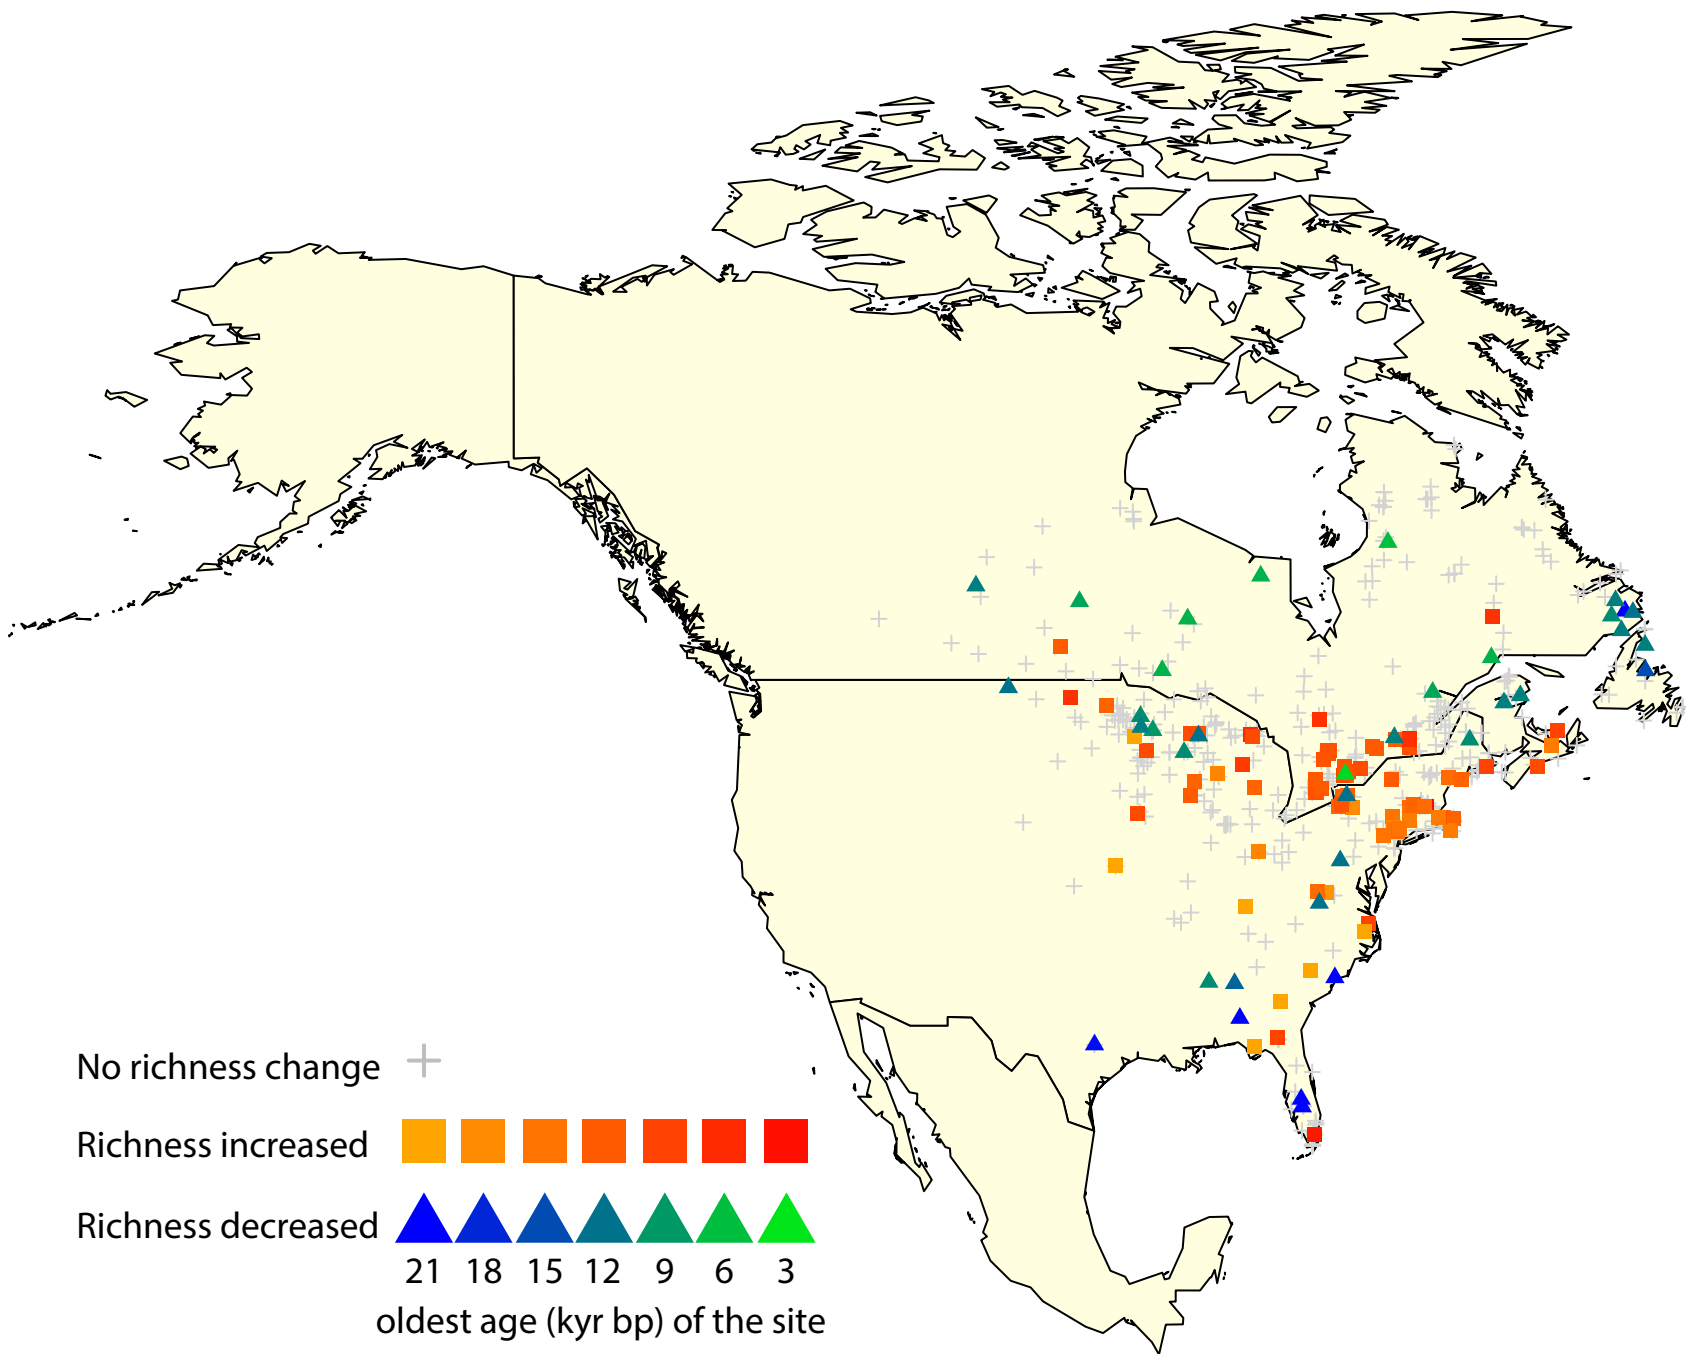 No richness change
Richness increased
Richness decreased
21 18 15 12 9 6 3
oldest age (kyr bp) of the site